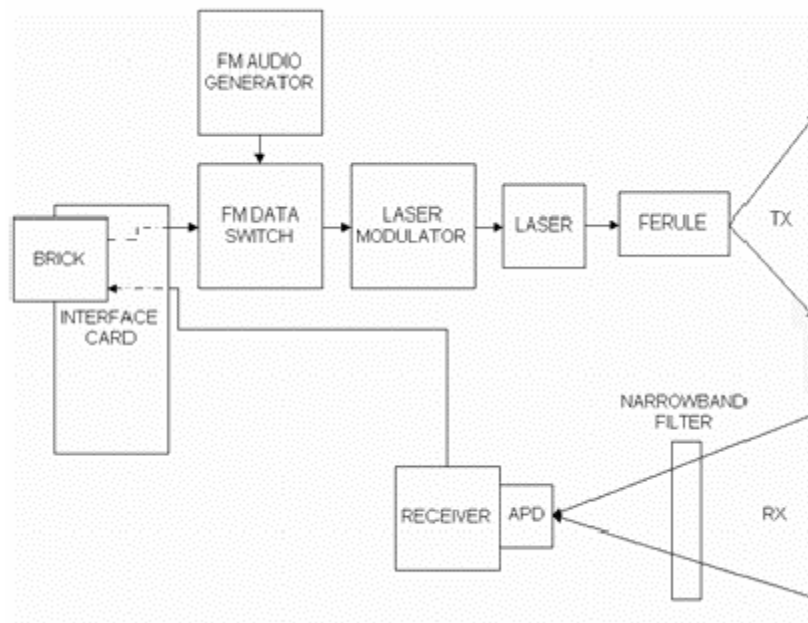 FM AUDIO
GENERATOR
FM DATA
SWITCH
LASER
MODULATOR
LASER
FERULE
TX
BRICK
INTERFACE
CARD
NARROWBAND
FILTER
RECEIVER
APD
RX